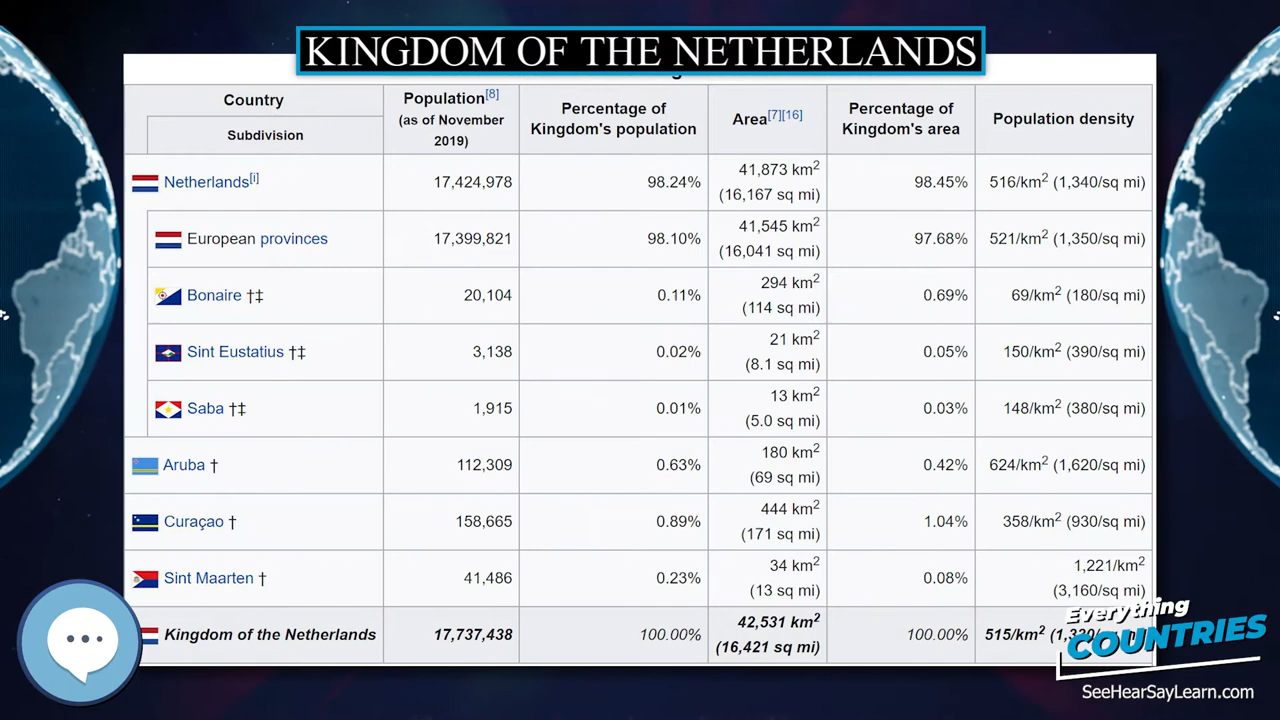 KINGDOM OF THE NETHERLANDS
Country
Subdivision
Population[8]
(as of November
2019)
Percentage of
Kingdom's population
Area[7][16]
Percentage of
Kingdom's area
Population density
Netherlands[i] 17,424,978 98.24% 41,873 km2 (16,167 sq mi) 98.45% 516/km2 (1,340/sq mi)
European provinces 17,399,821 98.10% 41,545 km2 (16,041 sq mi) 97.68% 521/km2 (1,350/sq mi)
Bonaire †‡ 20,104 0.11% 294 km2 (114 sq mi) 0.69% 69/km2 (180/sq mi)
Sint Eustatius †‡ 3,138 0.02% 21 km2 (8.1 sq mi) 0.05% 150/km2 (390/sq mi)
Saba †‡ 1,915 0.01% 13 km2 (5.0 sq mi) 0.03% 148/km2 (380/sq mi)
Aruba † 112,309 0.63% 180 km2 (69 sq mi) 0.42% 624/km2 (1,620/sq mi)
Curaçao † 158,665 0.89% 444 km2 (171 sq mi) 1.04% 358/km2 (930/sq mi)
Sint Maarten † 41,486 0.23% 34 km2 (13 sq mi) 0.08% 1,221/km2 (3,160/sq mi)
Kingdom of the Netherlands 17,737,438 100.00% 42,531 km2 (16,421 sq mi) 100.00% 515/km2
Everything
COUNTRIES
SeeHearSayLearn.com